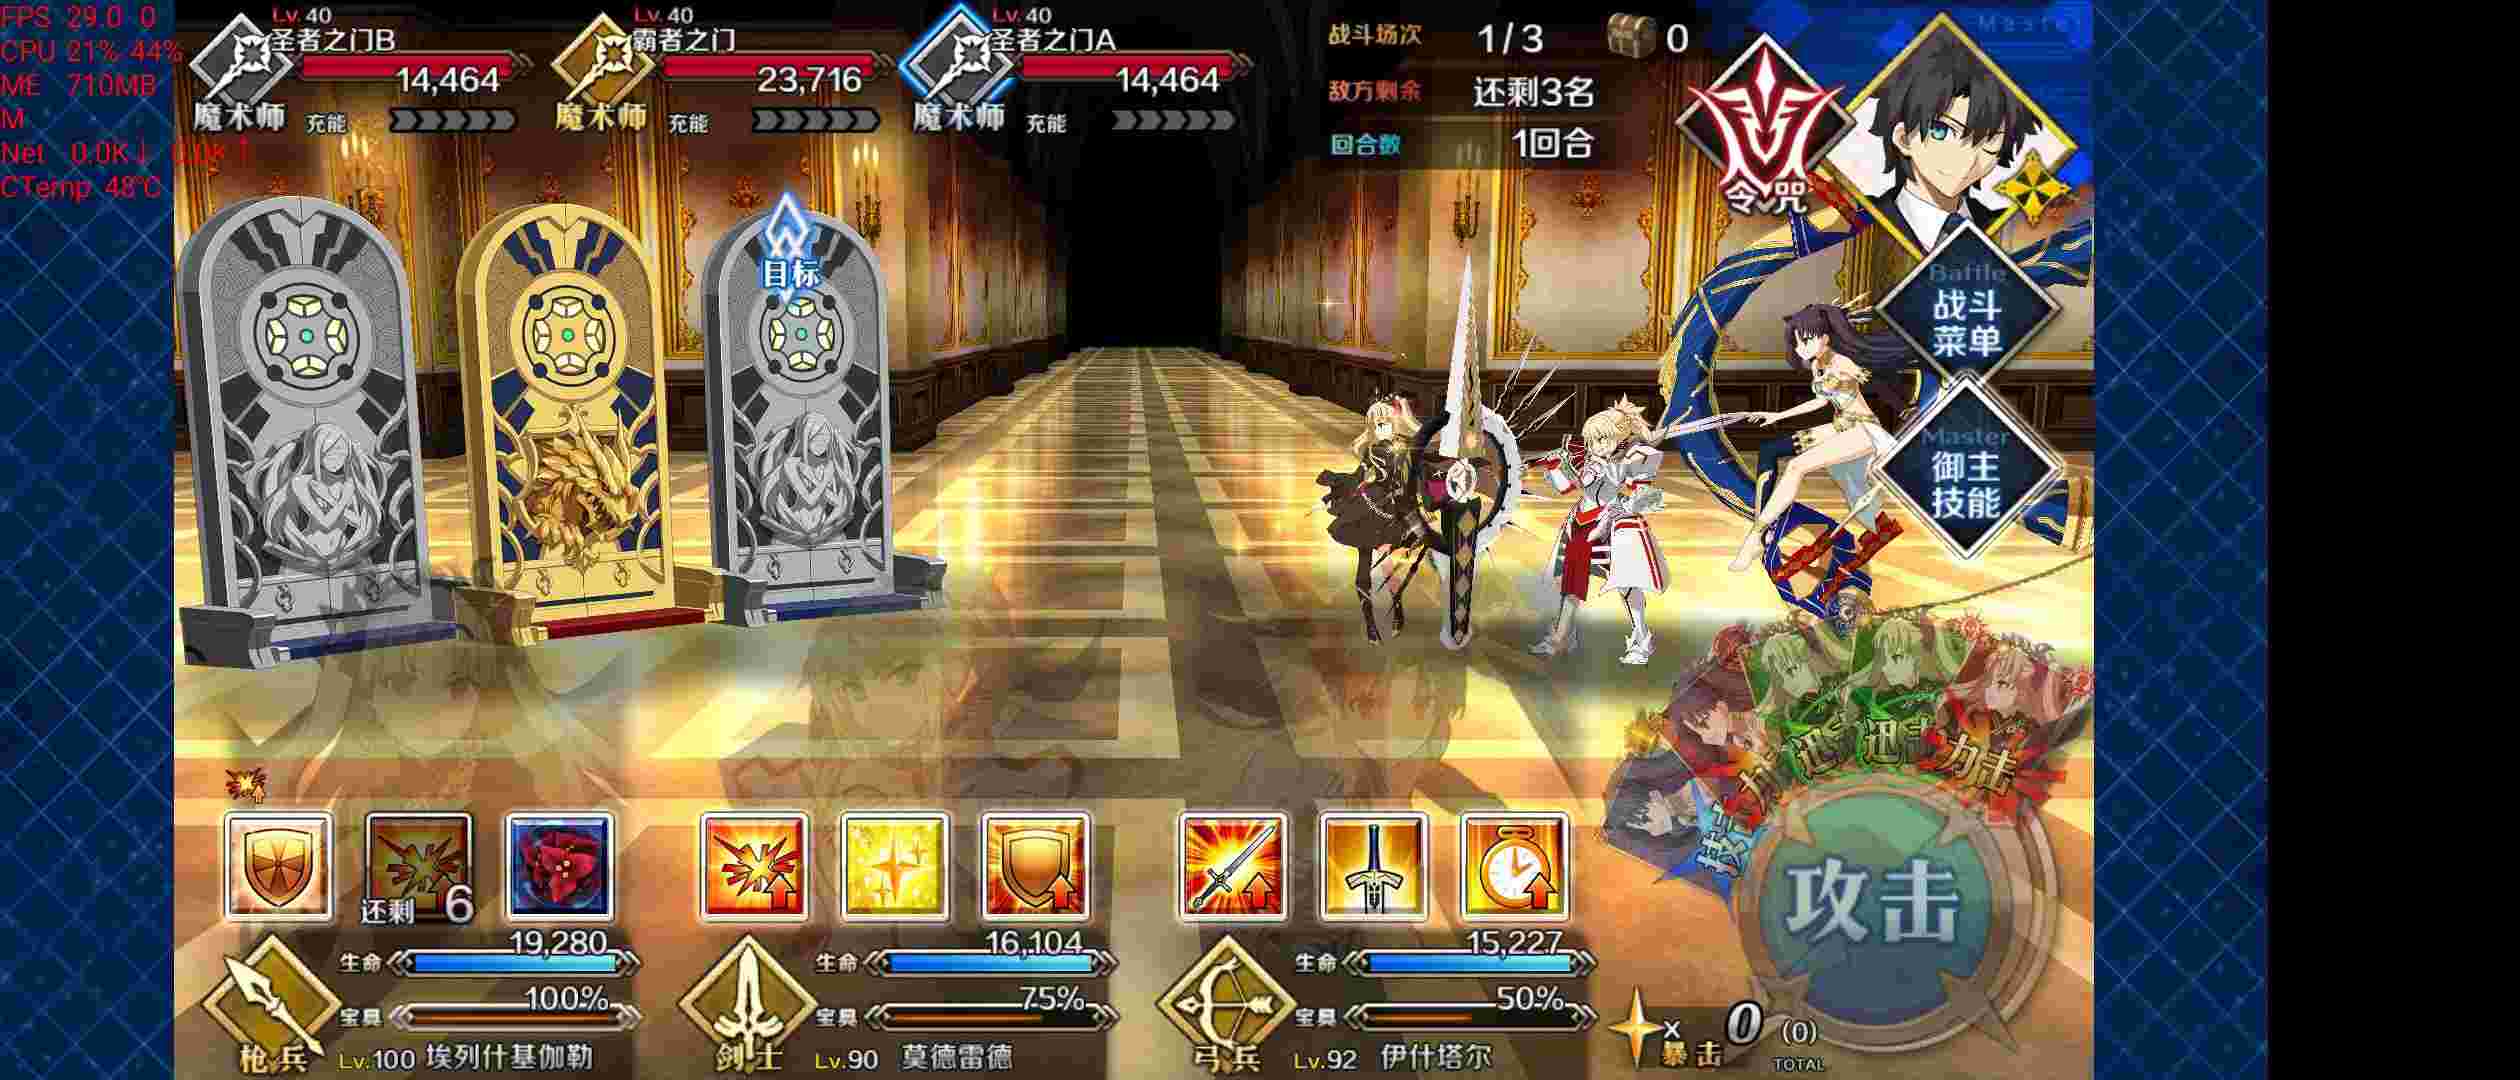 FPS 29.0 0
CPU 21% 44%
ME 710MB
M
Net 0.0K↓ 0.0K↑
CTemp 48℃
Lv.40
圣者之门B
14,464
魔术师 充能
Lv.40
霸者之门
23,716
魔术师 充能
Lv.40
圣者之门A
14,464
魔术师 充能
战斗场次 1/3 0
敌方剩余 还剩3名
回合数 1回合
令咒
Master
目标
Battle
战斗
菜单
Master
御主
技能
迅击
力击
还剩 6
攻击
生命 19,280
宝具 100%
枪兵 Lv.100 埃列什基伽勒
生命 16,104
宝具 75%
剑士 Lv.90 莫德雷德
生命 15,227
宝具 50%
弓兵 Lv.92 伊什塔尔
x 0 (0)
暴击 TOTAL